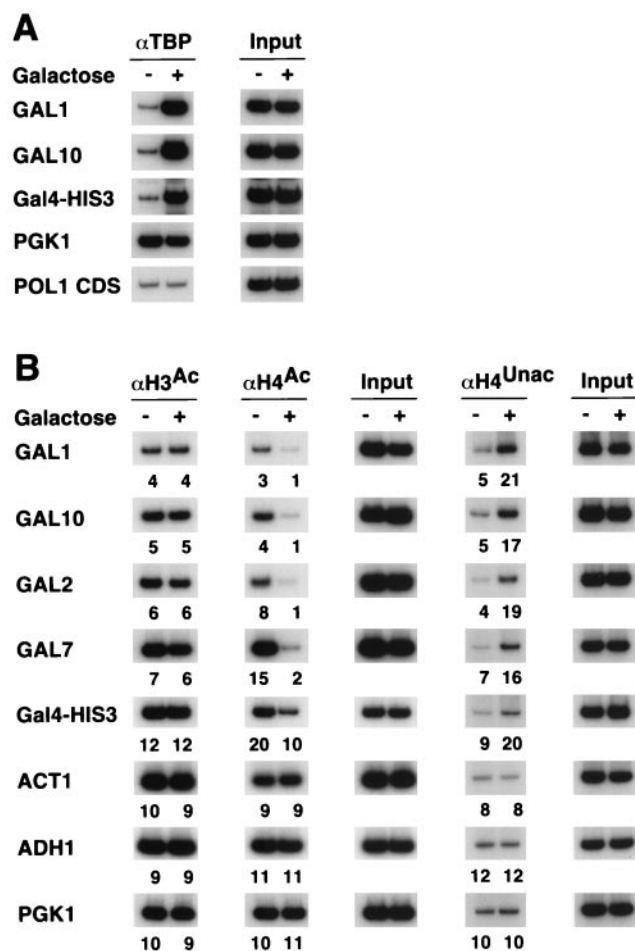 A
αTBP Input
Galactose - + - +
GAL1
GAL10
Gal4-HIS3
PGK1
POL1 CDS
B
αH3Ac αH4Ac Input αH4Unac Input
Galactose - + - + - + - + - +
GAL1
4 4 3 1 5 21
GAL10
5 5 4 1 5 17
GAL2
6 6 8 1 4 19
GAL7
7 6 15 2 7 16
Gal4-HIS3
12 12 20 10 9 20
ACT1
10 9 9 9 8 8
ADH1
9 9 11 11 12 12
PGK1
10 9 10 11 10 10